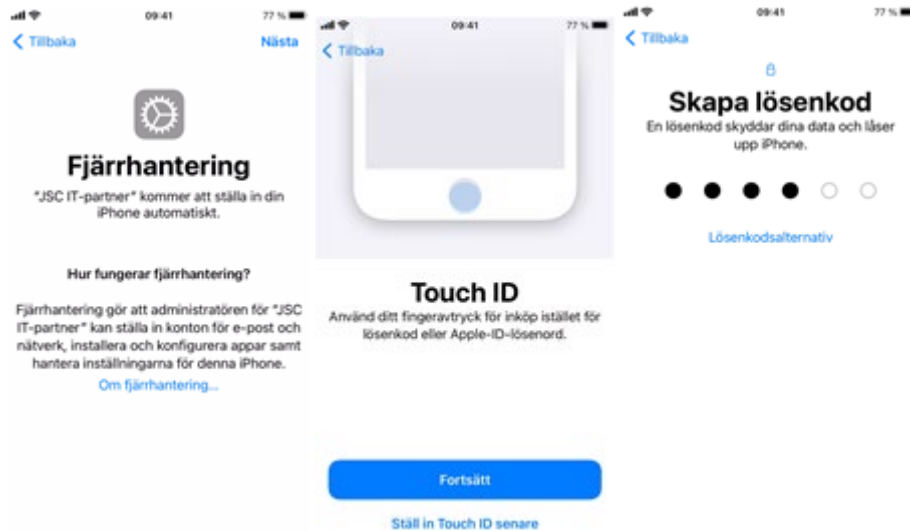 09:41
77 %
Tillbaka
Nästa
Fjärrhantering
"JSC IT-partner" kommer att ställa in din
iPhone automatiskt.
Hur fungerar fjärrhantering?
Fjärrhantering gör att administratören för "JSC
IT-partner" kan ställa in konton för e-post och
nätverk, installera och konfigurera appar samt
hantera inställningarna för denna iPhone.
Om fjärrhantering...
09:41
77 %
Tillbaka
Touch ID
Använd ditt fingeravtryck för inköp istället för
lösenkod eller Apple-ID-lösenord.
Fortsätt
Ställ in Touch ID senare
09:41
77 %
Tillbaka
Skapa lösenkod
En lösenkod skyddar dina data och låser
upp iPhone.
Lösenkodsalternativ